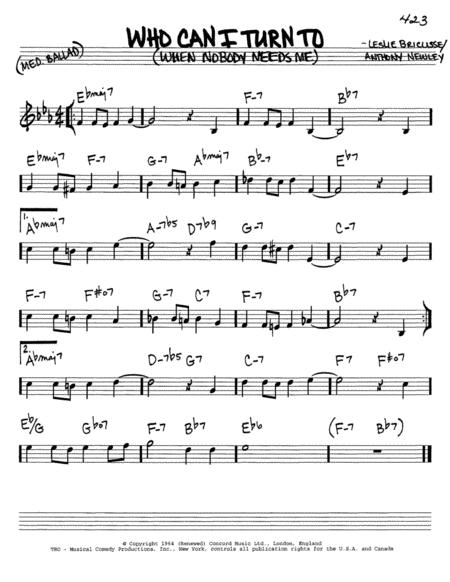 423
WHO CAN I TURN TO
(MED. BALLAD)
(WHEN NOBODY NEEDS ME)
-LESLIE BRICUSSE/
ANTHONY NEWLEY
Ebmaj7 F-7 Bb7
Ebmaj7 F-7 G-7 Abmaj7 Bb-7 Eb7
1. Abmaj7 A-7b5 D7b9 G-7 C-7
F-7 F#o7 G-7 C7 F-7 Bb7
2. Abmaj7 D-7b5 G7 C-7 F7 F#o7
Eb/G Gbo7 F-7 Bb7 Eb6 (F-7 Bb7)
© Copyright 1964 (Renewed) Concord Music Ltd., London, England
TRO - Musical Comedy Productions, Inc., New York, controls all publication rights for the U.S.A. and Canada